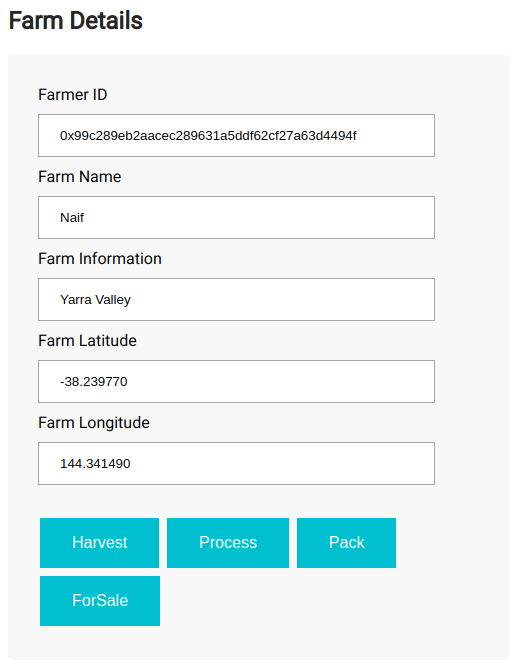 Farm Details
Farmer ID
0x99c289eb2aacec289631a5ddf62cf27a63d4494f
Farm Name
Naif
Farm Information
Yarra Valley
Farm Latitude
-38.239770
Farm Longitude
144.341490
Harvest Process Pack
ForSale